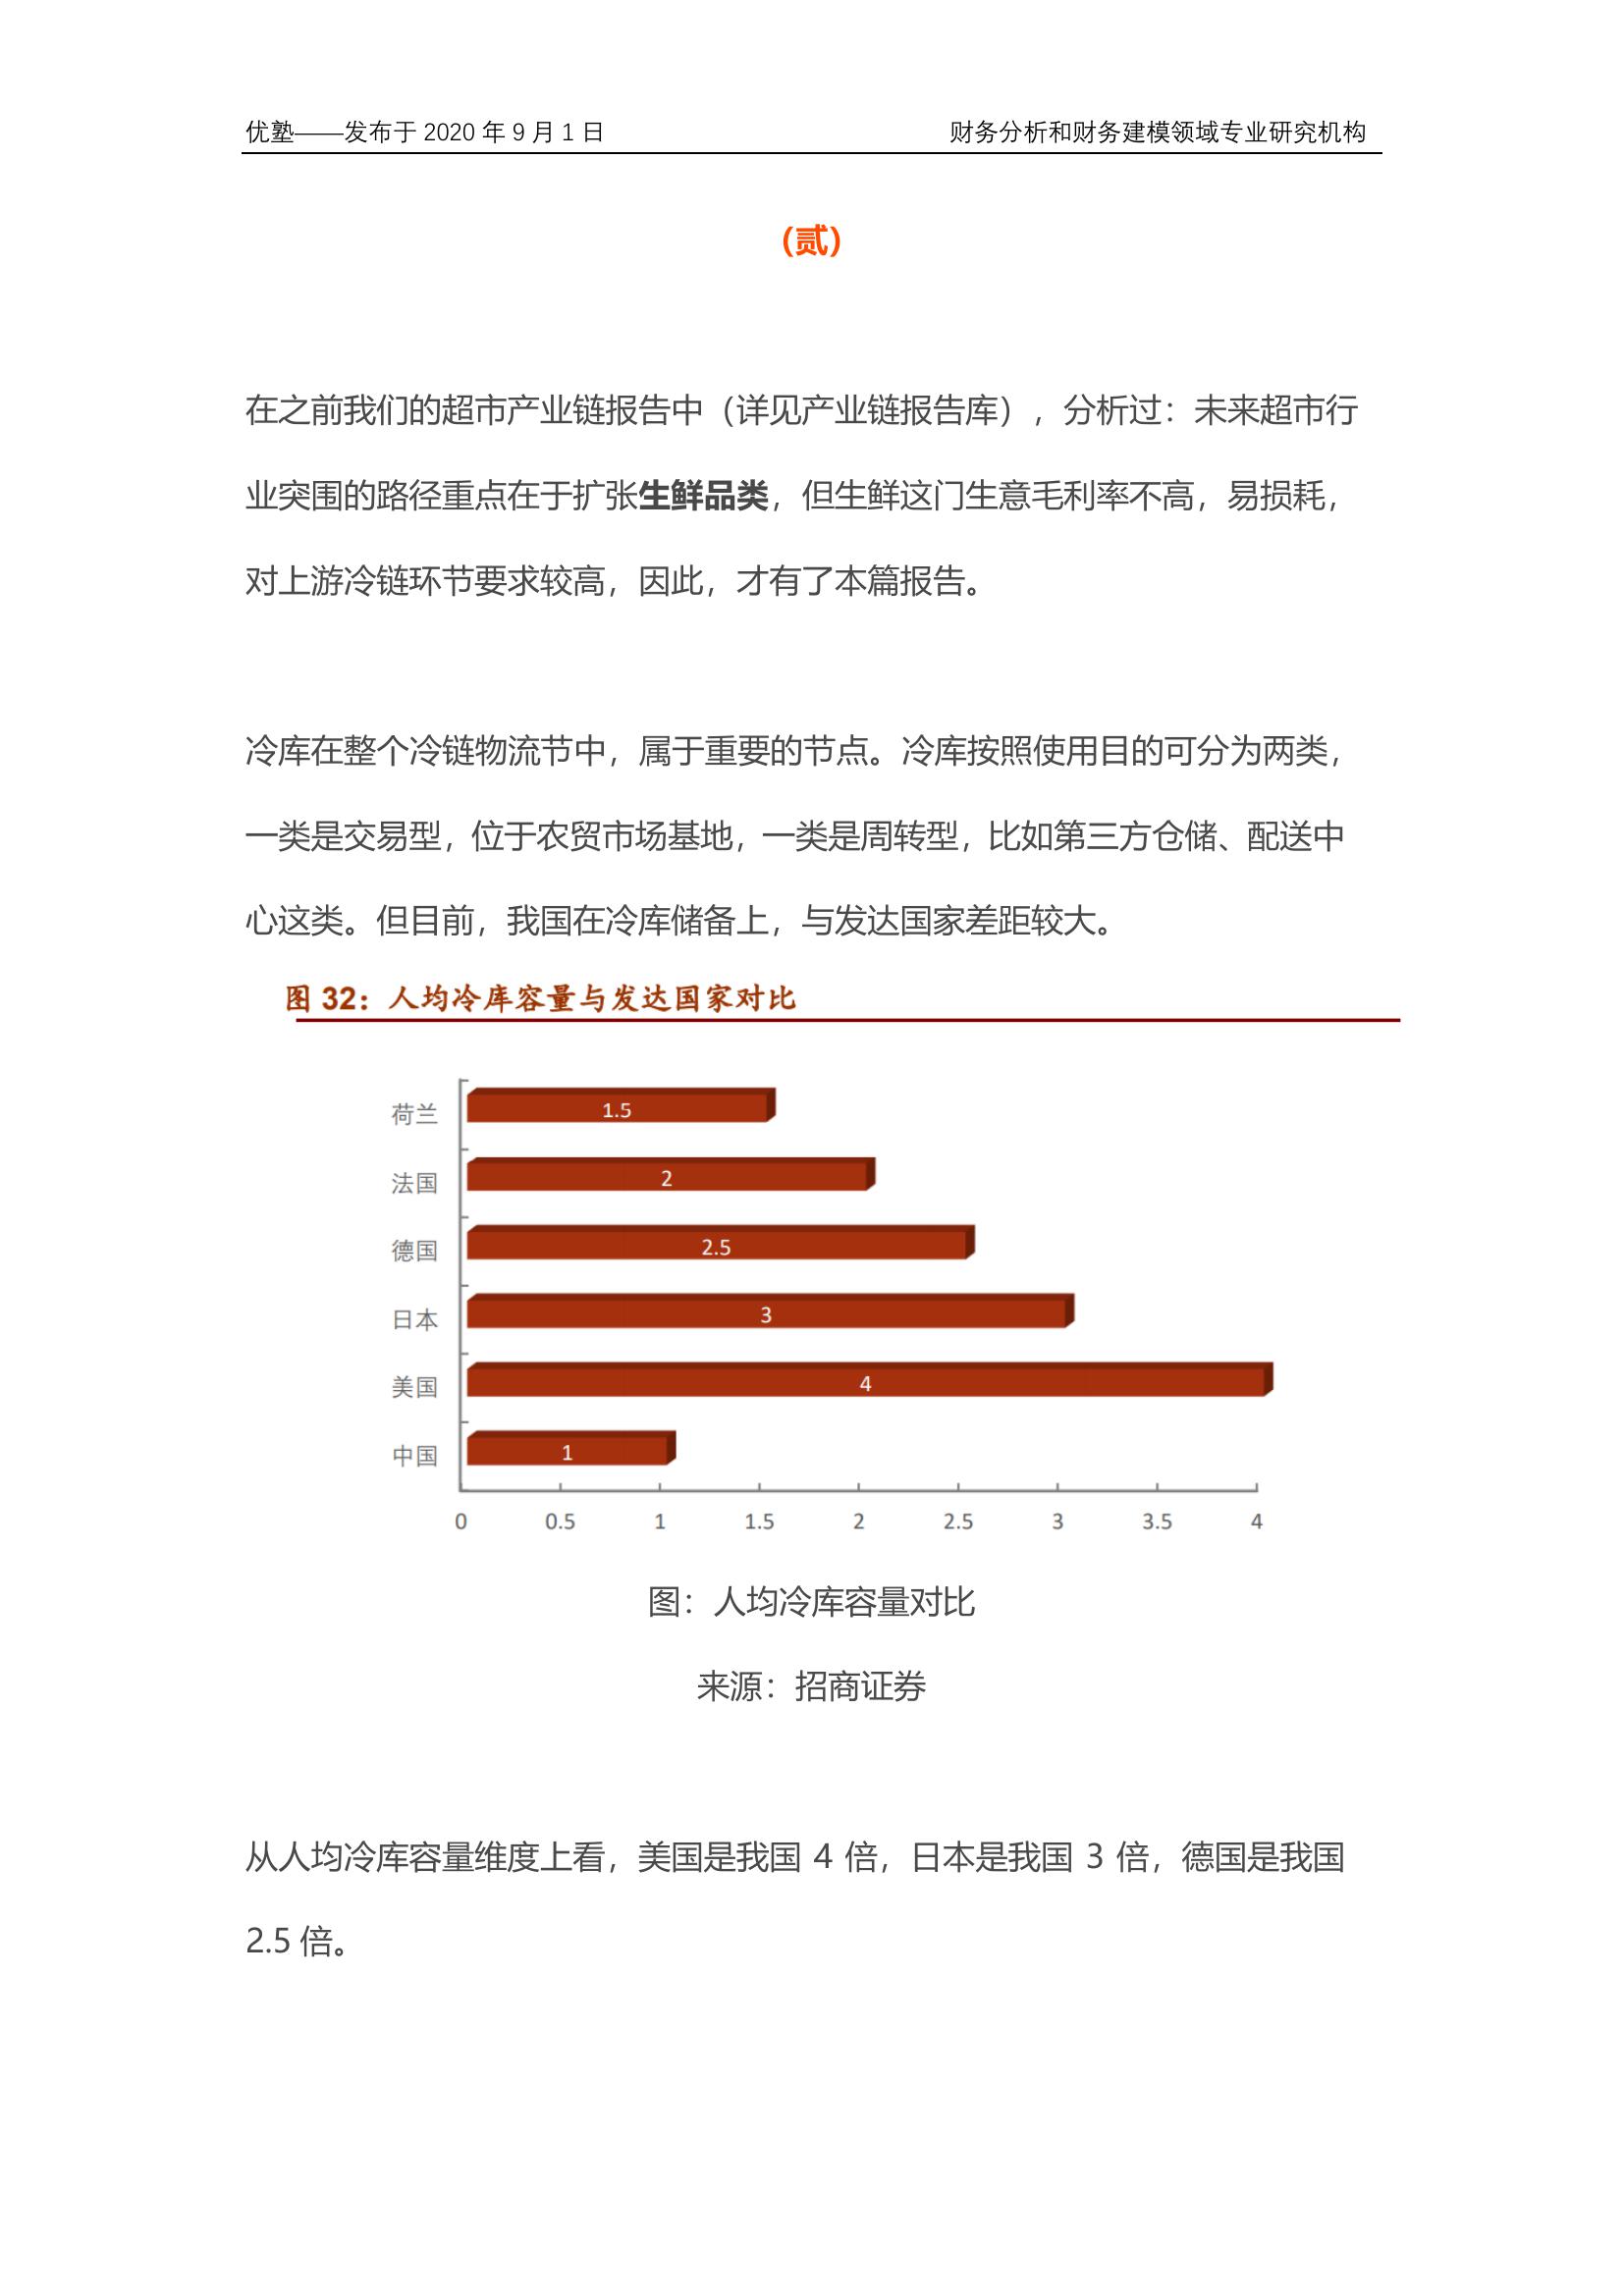 优塾——发布于 2020 年 9 月 1 日 财务分析和财务建模领域专业研究机构
(贰)
在之前我们的超市产业链报告中（详见产业链报告库），分析过：未来超市行
业突围的路径重点在于扩张生鲜品类，但生鲜这门生意毛利率不高，易损耗，
对上游冷链环节要求较高，因此，才有了本篇报告。
冷库在整个冷链物流节中，属于重要的节点。冷库按照使用目的可分为两类，
一类是交易型，位于农贸市场基地，一类是周转型，比如第三方仓储、配送中
心这类。但目前，我国在冷库储备上，与发达国家差距较大。
图 32：人均冷库容量与发达国家对比
荷兰 1.5
法国 2
德国 2.5
日本 3
美国 4
中国 1
0 0.5 1 1.5 2 2.5 3 3.5 4
图：人均冷库容量对比
来源：招商证券
从人均冷库容量维度上看，美国是我国 4 倍，日本是我国 3 倍，德国是我国
2.5 倍。